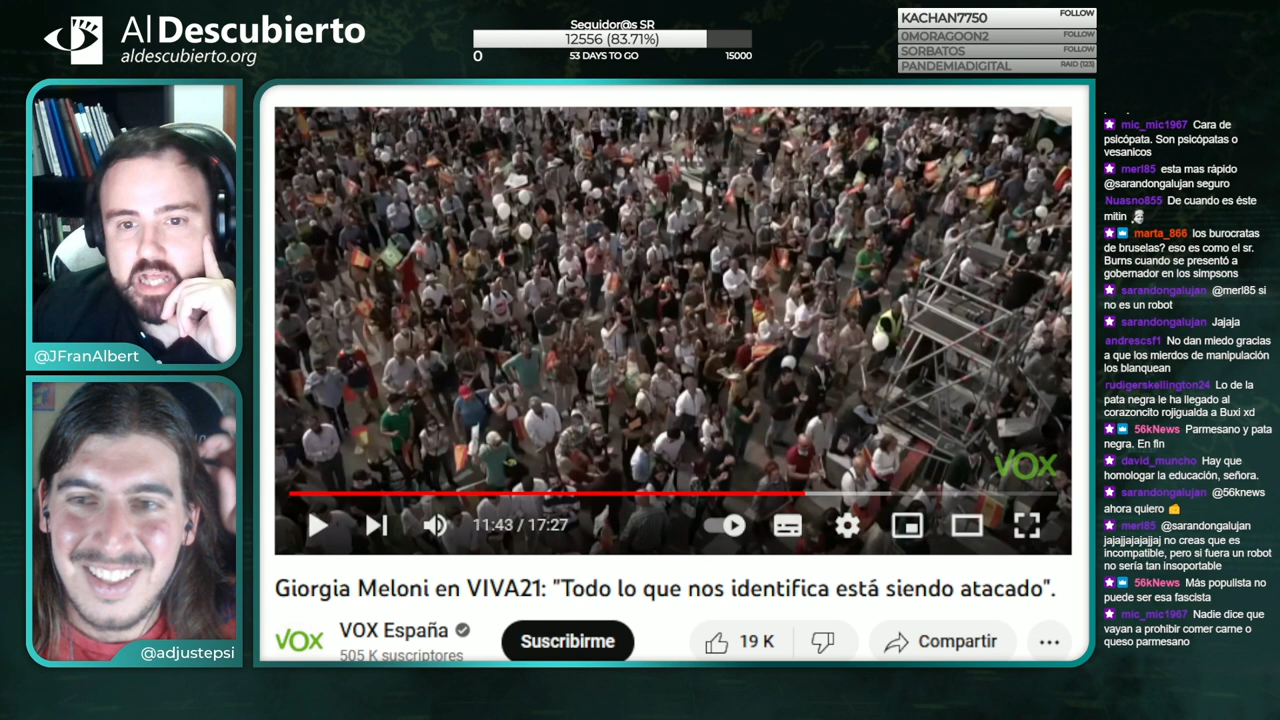 Al Descubierto
aldescubierto.org
Seguidor@s SR
12556 (83.71%)
0
53 DAYS TO GO
15000
KACHAN7750 FOLLOW
0MORAGOON2 FOLLOW
SORBATOS FOLLOW
PANDEMIADIGITAL RAID (123)
@JFranAlbert
@adjustepsi
VOX
11:43 / 17:27
Giorgia Meloni en VIVA21: "Todo lo que nos identifica está siendo atacado".
VOX
VOX España
505 K suscriptores
Suscribirme
19 K
Compartir
mic_mic1967 Cara de
psicópata. Son psicópatas o
vesanicos
merl85 esta mas rápido
@sarandongalujan seguro
Nuasno855 De cuando es éste
mitin
marta_866 los burocratas
de bruselas? eso es como el sr.
Burns cuando se presentó a
gobernador en los simpsons
sarandongalujan @merl85 si
no es un robot
sarandongalujan Jajaja
andrescsf1 No dan miedo gracias
a que los mierdos de manipulación
los blanquean
rudigerskellington24 Lo de la
pata negra le ha llegado al
corazoncito rojigualda a Buxi xd
56kNews Parmesano y pata
negra. En fin
david_muncho Hay que
homologar la educación, señora.
sarandongalujan @56knews
ahora quiero
merl85 @sarandongalujan
jajajjajajajjaj no creas que es
incompatible, pero si fuera un robot
no sería tan insoportable
56kNews Más populista no
puede ser esa fascista
mic_mic1967 Nadie dice que
vayan a prohibir comer carne o
queso parmesano